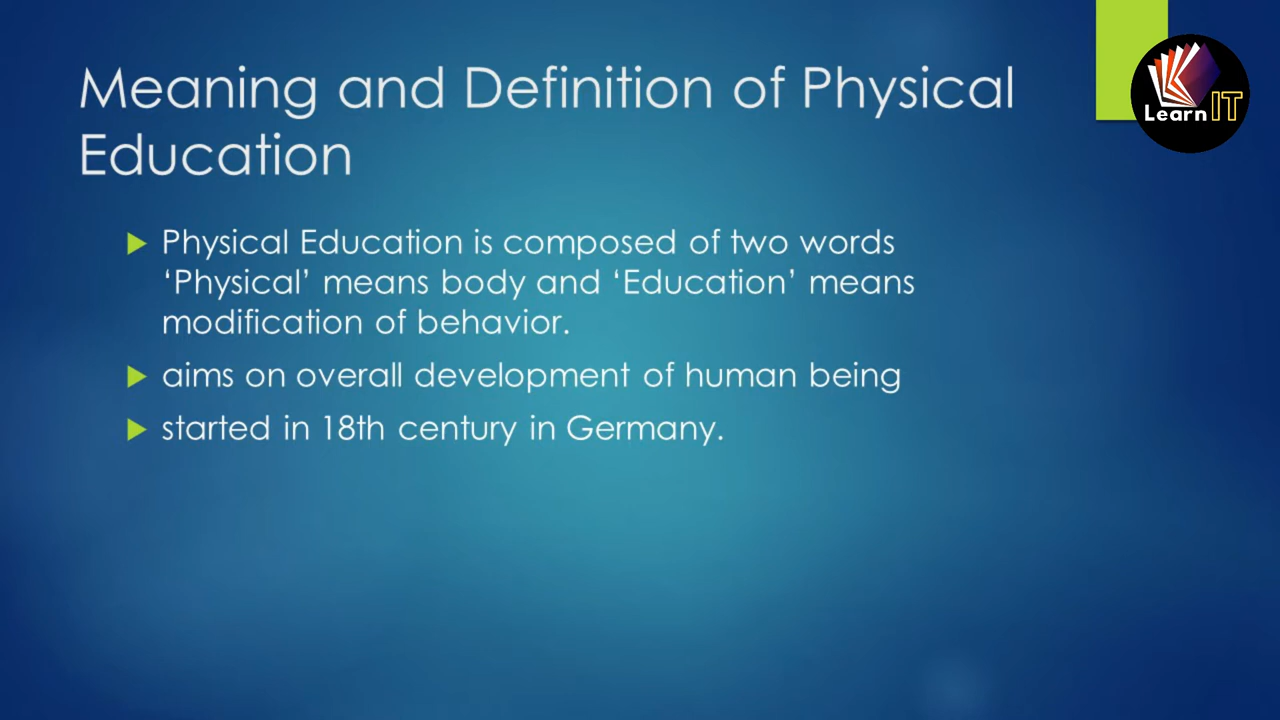 Meaning and Definition of Physical
Education
Learn IT
Physical Education is composed of two words
‘Physical’ means body and ‘Education’ means
modification of behavior.
aims on overall development of human being
started in 18th century in Germany.